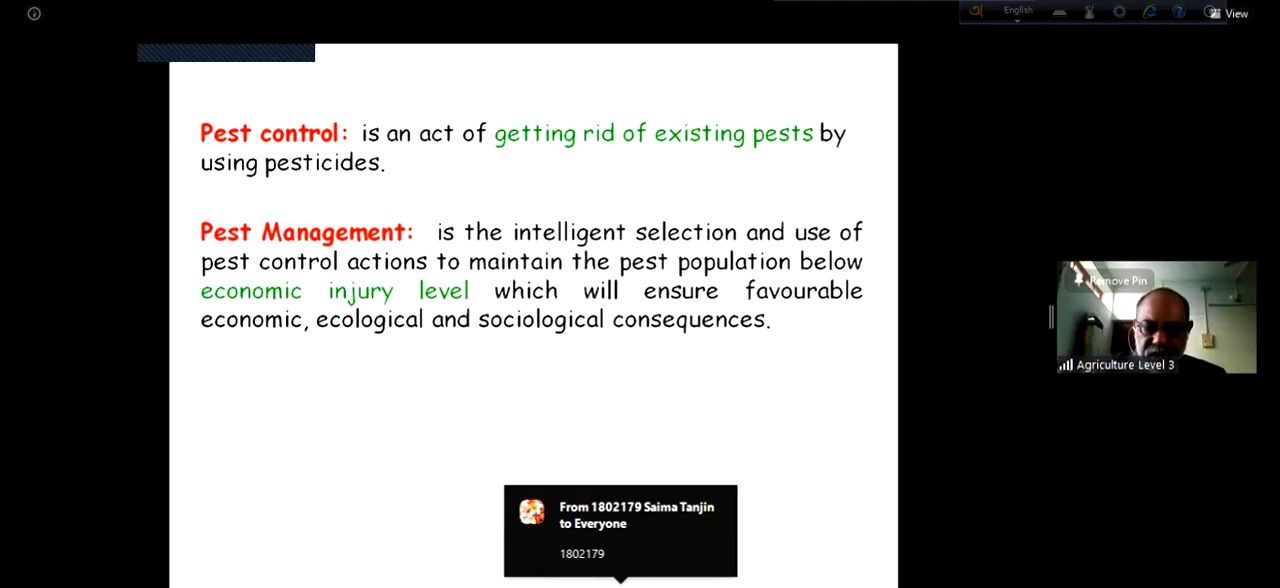 English
View
Pest control: is an act of getting rid of existing pests by
using pesticides.
Pest Management: is the intelligent selection and use of
pest control actions to maintain the pest population below
economic injury level which will ensure favourable
economic, ecological and sociological consequences.
Remove Pin
Agriculture Level 3
From 1802179 Saima Tanjin
to Everyone
1802179